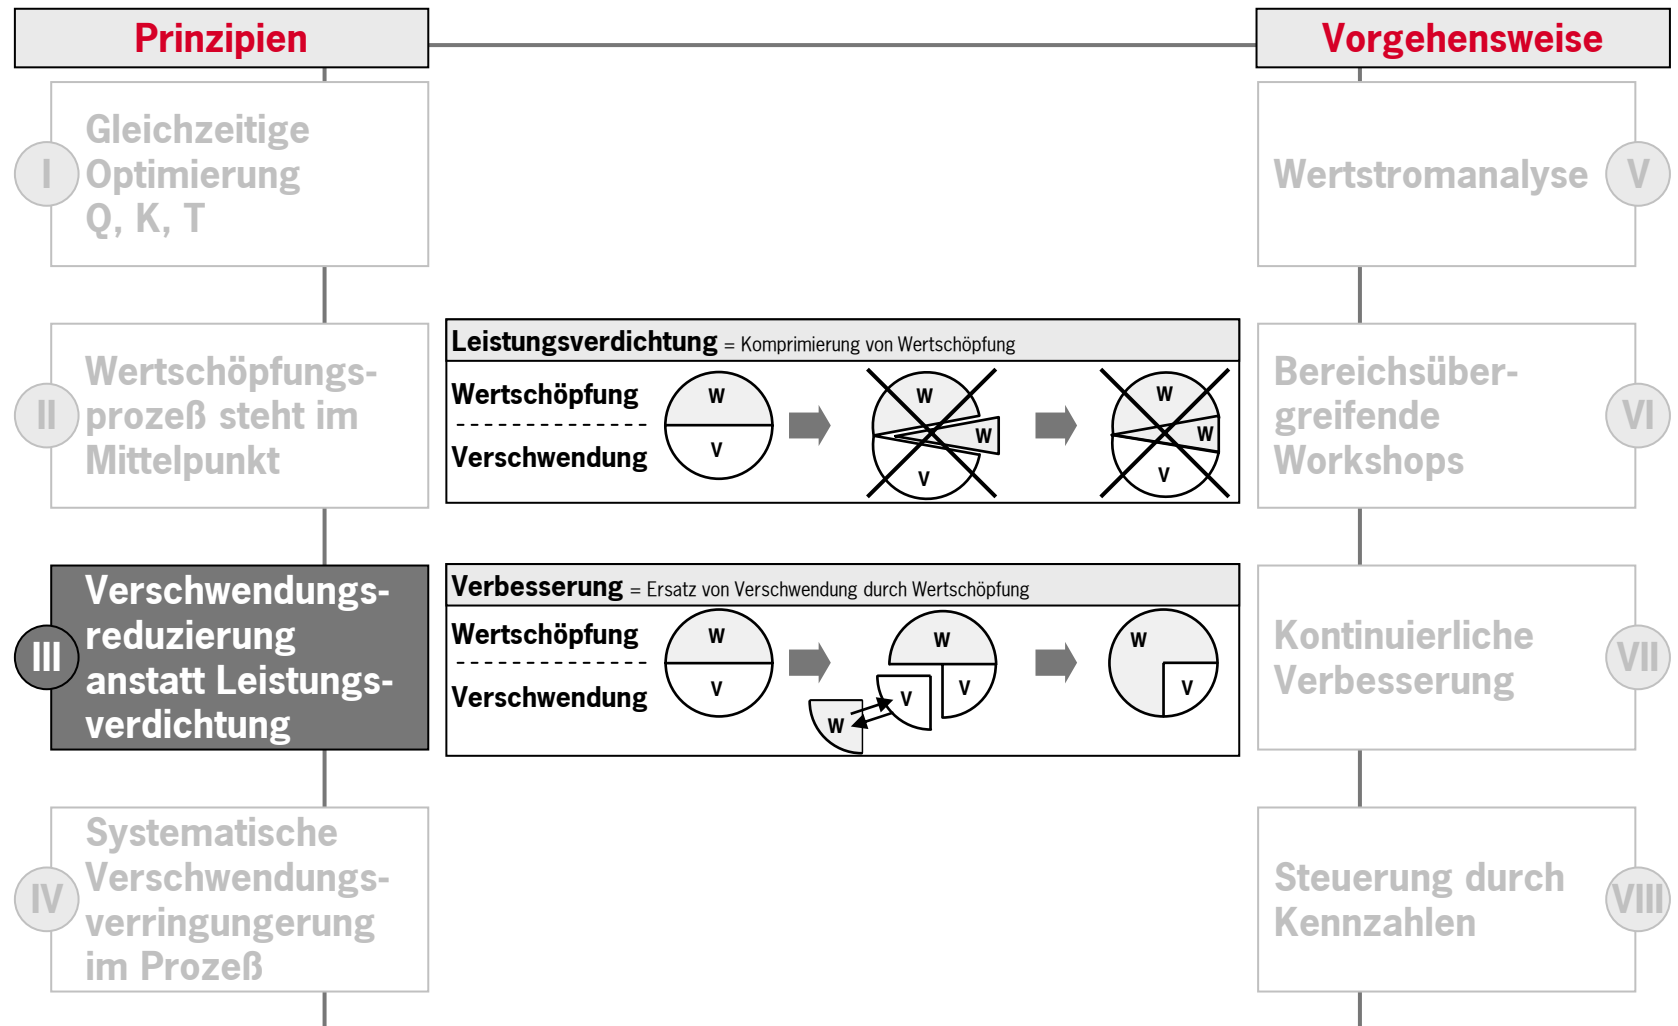 Prinzipien
Vorgehensweise
I
Gleichzeitige
Optimierung
Q, K, T
II
Wertschöpfungs-
prozeß steht im
Mittelpunkt
III
Verschwendungs-
reduzierung
anstatt Leistungs-
verdichtung
IV
Systematische
Verschwendungs-
verringungerung
im Prozeß
Leistungsverdichtung = Komprimierung von Wertschöpfung
Wertschöpfung
Verschwendung
W
V
W
W
V
W
W
V
Verbesserung = Ersatz von Verschwendung durch Wertschöpfung
Wertschöpfung
Verschwendung
W
V
W
V
V
W
W
V
Wertstromanalyse
V
Bereichsüber-
greifende
Workshops
VI
Kontinuierliche
Verbesserung
VII
Steuerung durch
Kennzahlen
VIII